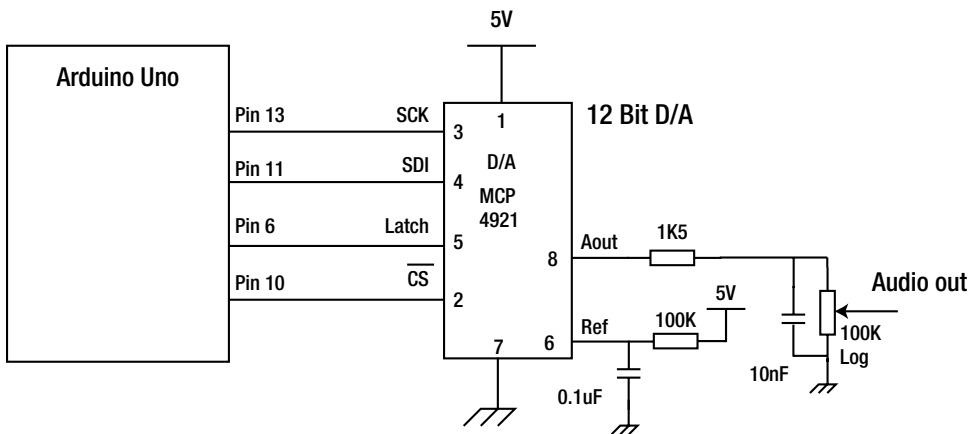 5V
Arduino Uno
12 Bit D/A
Pin 13 SCK 3 1
D/A
Pin 11 SDI 4
MCP
4921
Pin 6 Latch 5
Aout 1K5
8
Pin 10 CS 2
Audio out
5V
Ref 100K
6
7
100K
Log
10nF
0.1uF